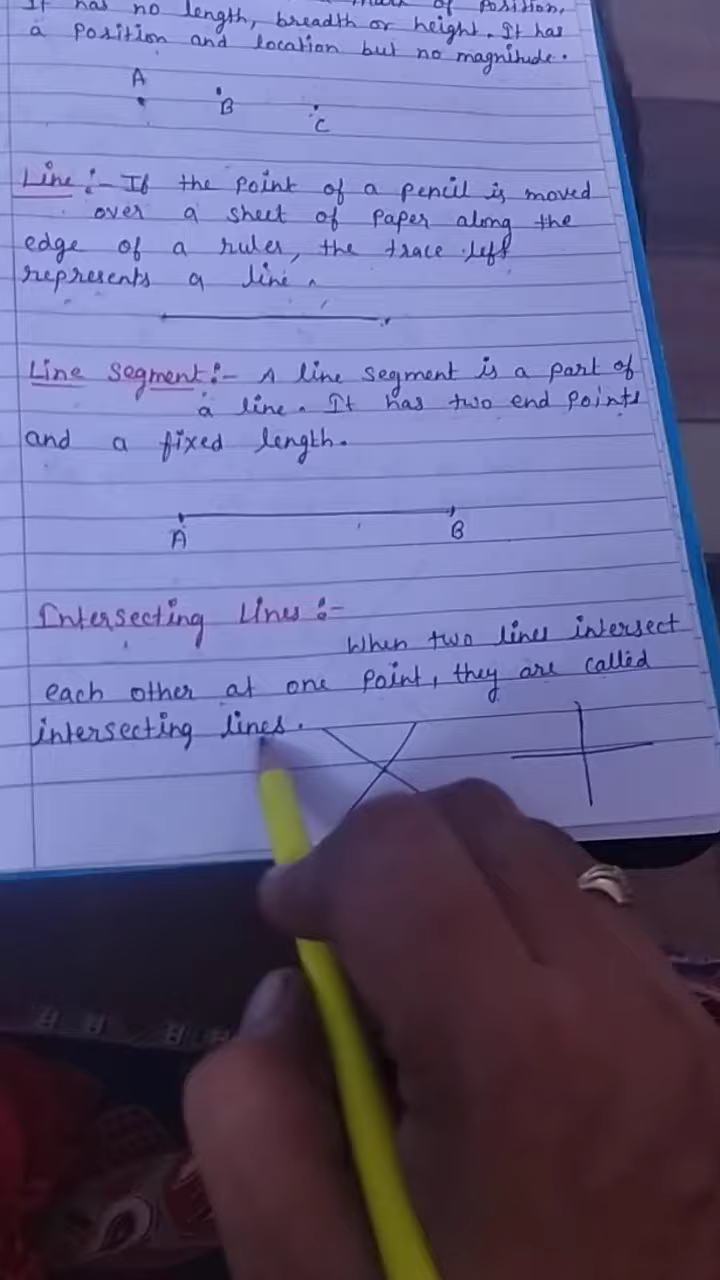 It has no length, breadth or height. It has
a position and location but no magnitude.
A
B
C
Line :- If the point of a pencil is moved
over a sheet of paper along the
edge of a ruler, the trace left
represents a line.
Line segment :- A line segment is a part of
a line. It has two end points
and a fixed length.
A B
Intersecting Lines :-
When two lines intersect
each other at one point, they are called
intersecting lines.